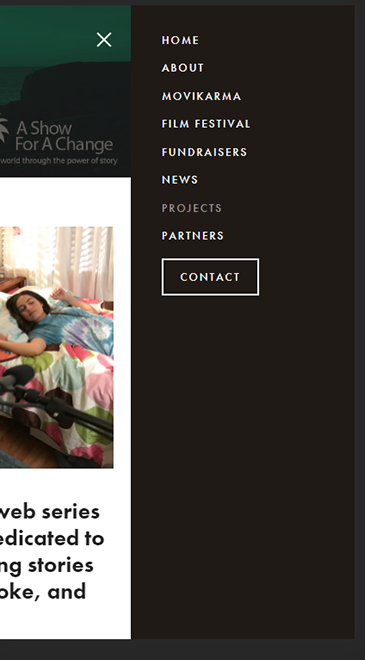 HOME
ABOUT
MOVIKARMA
FILM FESTIVAL
FUNDRAISERS
NEWS
PROJECTS
PARTNERS
CONTACT
A Show
For A Change
world through the power of story
web series
edicated to
ng stories
oke, and